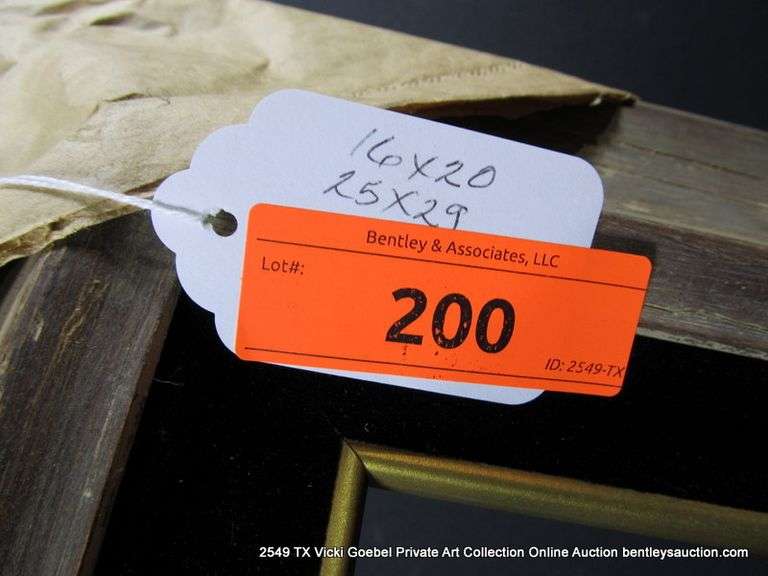 16X20
25X29
Bentley & Associates, LLC
Lot#:
200
ID: 2549-TX
2549 TX Vicki Goebel Private Art Collection Online Auction bentleysauction.com